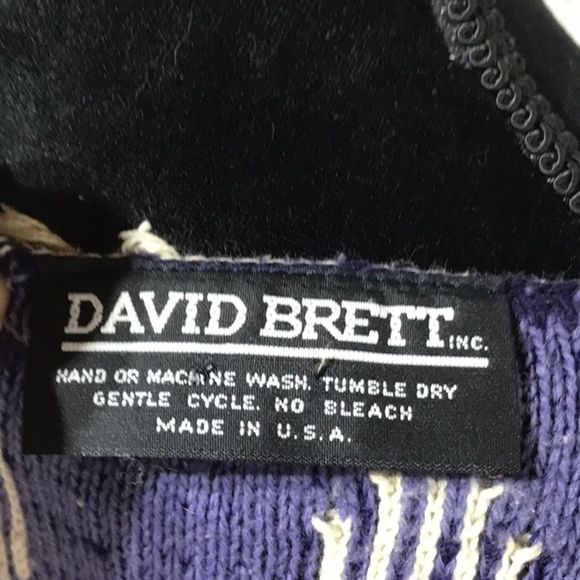 DAVID BRETT INC.
HAND OR MACHINE WASH. TUMBLE DRY
GENTLE CYCLE. NO BLEACH
MADE IN U.S.A.